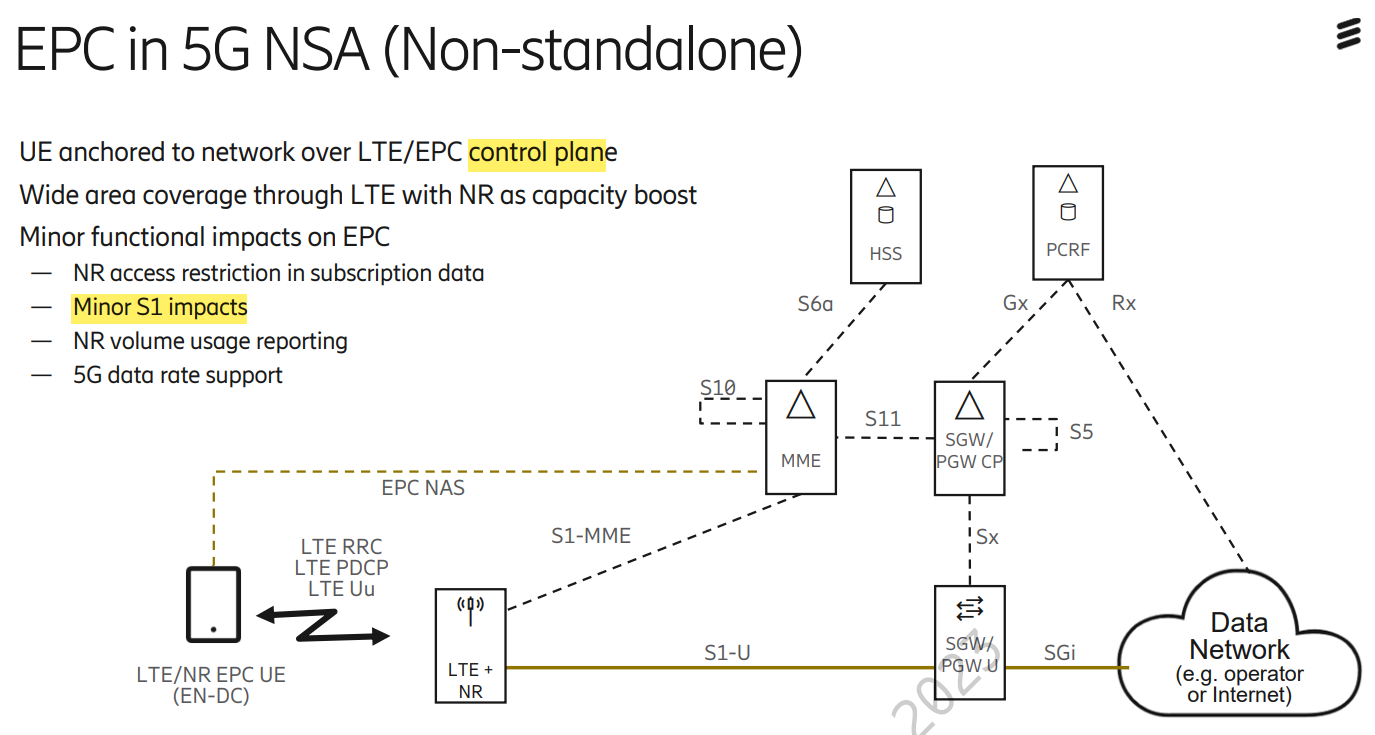 EPC in 5G NSA (Non-standalone)
UE anchored to network over LTE/EPC control plane
Wide area coverage through LTE with NR as capacity boost
Minor functional impacts on EPC
— NR access restriction in subscription data
— Minor S1 impacts
— NR volume usage reporting
— 5G data rate support
HSS
PCRF
S6a
Gx
Rx
S10
MME
S11
SGW/
PGW CP
S5
EPC NAS
S1-MME
Sx
LTE RRC
LTE PDCP
LTE Uu
LTE/NR EPC UE
(EN-DC)
LTE +
NR
S1-U
SGW/
PGW U
SGi
Data
Network
(e.g. operator
or Internet)
2023